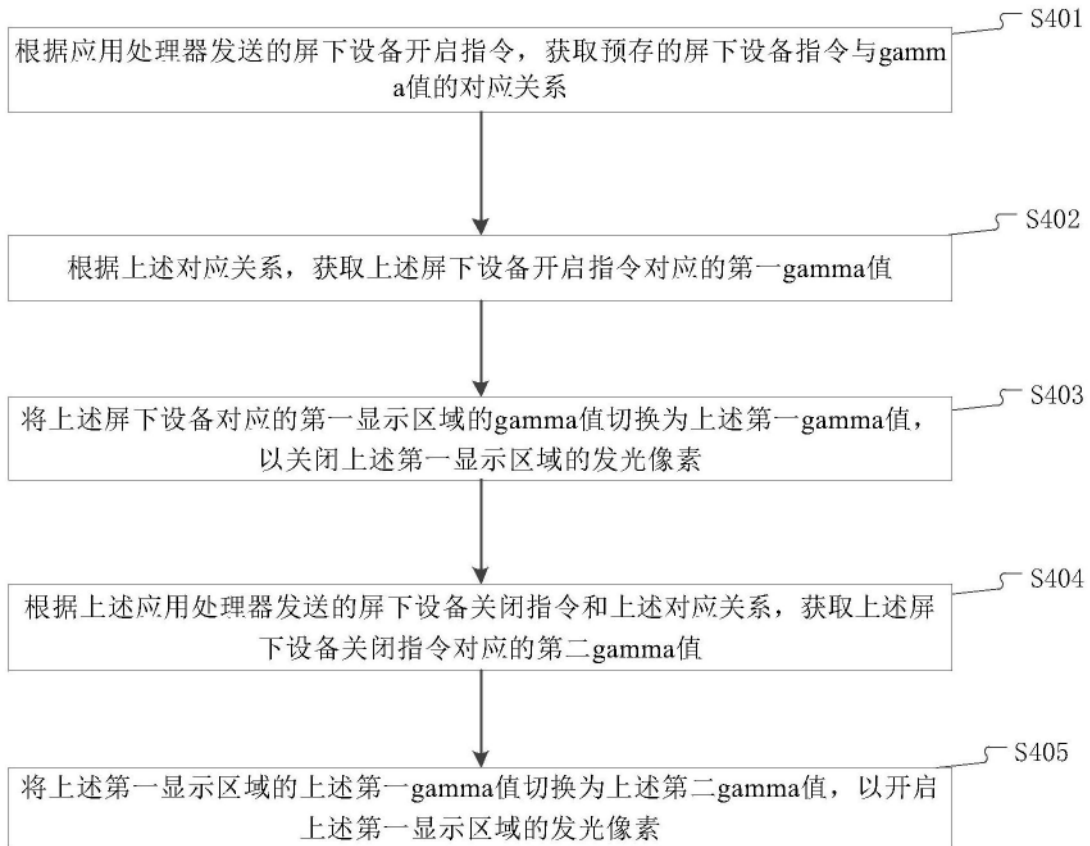 S401
根据应用处理器发送的屏下设备开启指令，获取预存的屏下设备指令与gamm
a值的对应关系
S402
根据上述对应关系，获取上述屏下设备开启指令对应的第一gamma值
S403
将上述屏下设备对应的第一显示区域的gamma值切换为上述第一gamma值，
以关闭上述第一显示区域的发光像素
S404
根据上述应用处理器发送的屏下设备关闭指令和上述对应关系，获取上述屏
下设备关闭指令对应的第二gamma值
S405
将上述第一显示区域的上述第一gamma值切换为上述第二gamma值，以开启
上述第一显示区域的发光像素